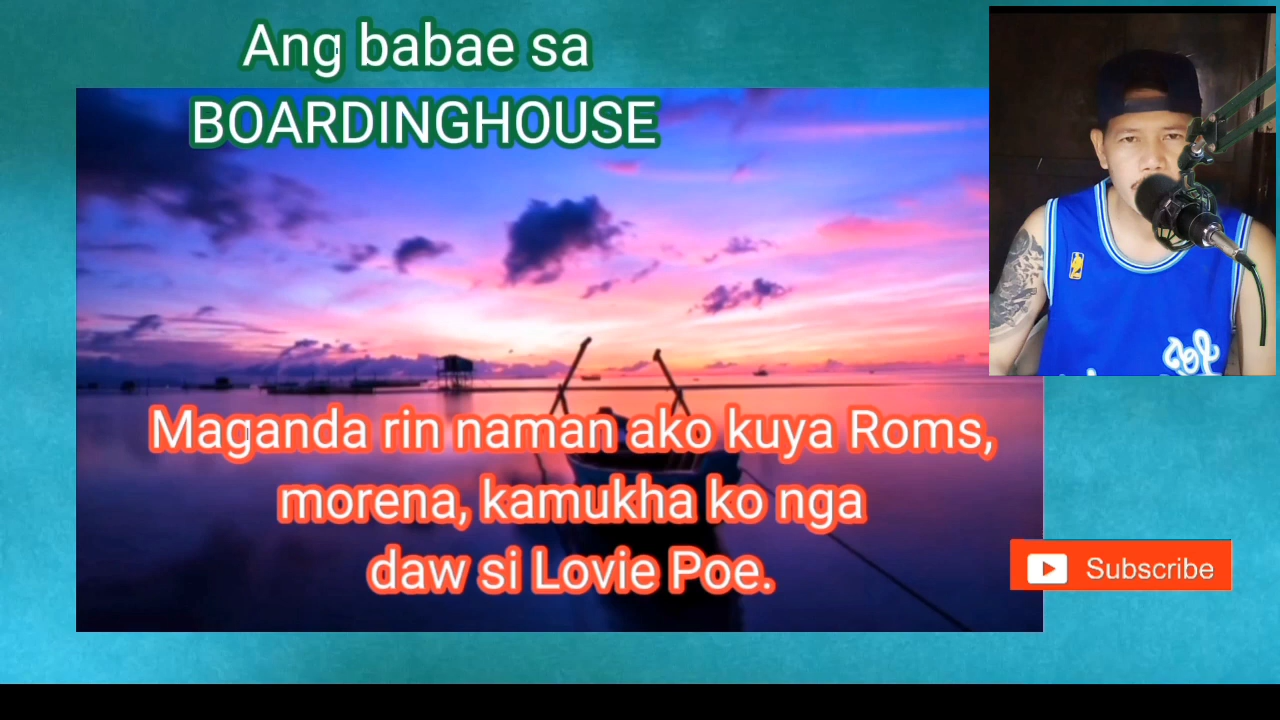 Ang babae sa
BOARDINGHOUSE
Maganda rin naman ako kuya Roms,
morena, kamukha ko nga
daw si Lovie Poe.
Subscribe